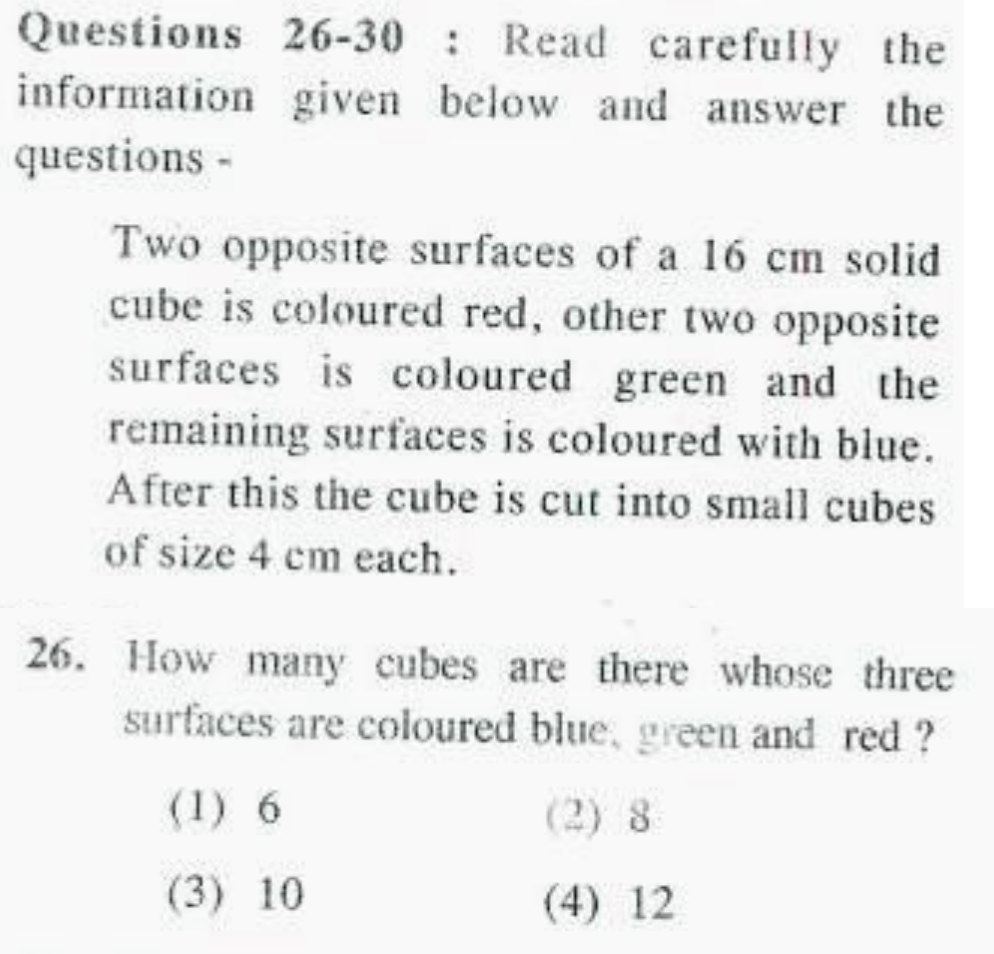 Questions 26-30 : Read carefully the
information given below and answer the
questions -
Two opposite surfaces of a 16 cm solid
cube is coloured red, other two opposite
surfaces is coloured green and the
remaining surfaces is coloured with blue.
After this the cube is cut into small cubes
of size 4 cm each.
26. How many cubes are there whose three
surfaces are coloured blue, green and red ?
(1) 6 (2) 8
(3) 10 (4) 12